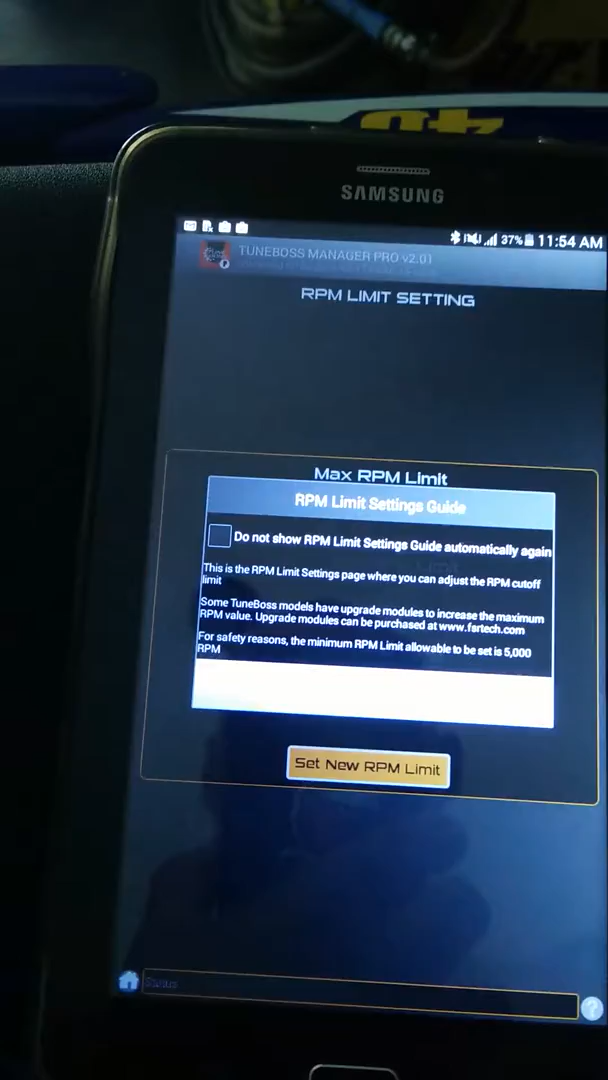 SAMSUNG
37% 11:54 AM
TUNEBOSS MANAGER PRO v2.01
RPM LIMIT SETTING
Max RPM Limit
RPM Limit Settings Guide
Do not show RPM Limit Settings Guide automatically again
This is the RPM Limit Settings page where you can adjust the RPM cutoff
limit
Some TuneBoss models have upgrade modules to increase the maximum
RPM value. Upgrade modules can be purchased at www.fsrtech.com
For safety reasons, the minimum RPM Limit allowable to be set is 5,000
RPM
Set New RPM Limit
Status
?